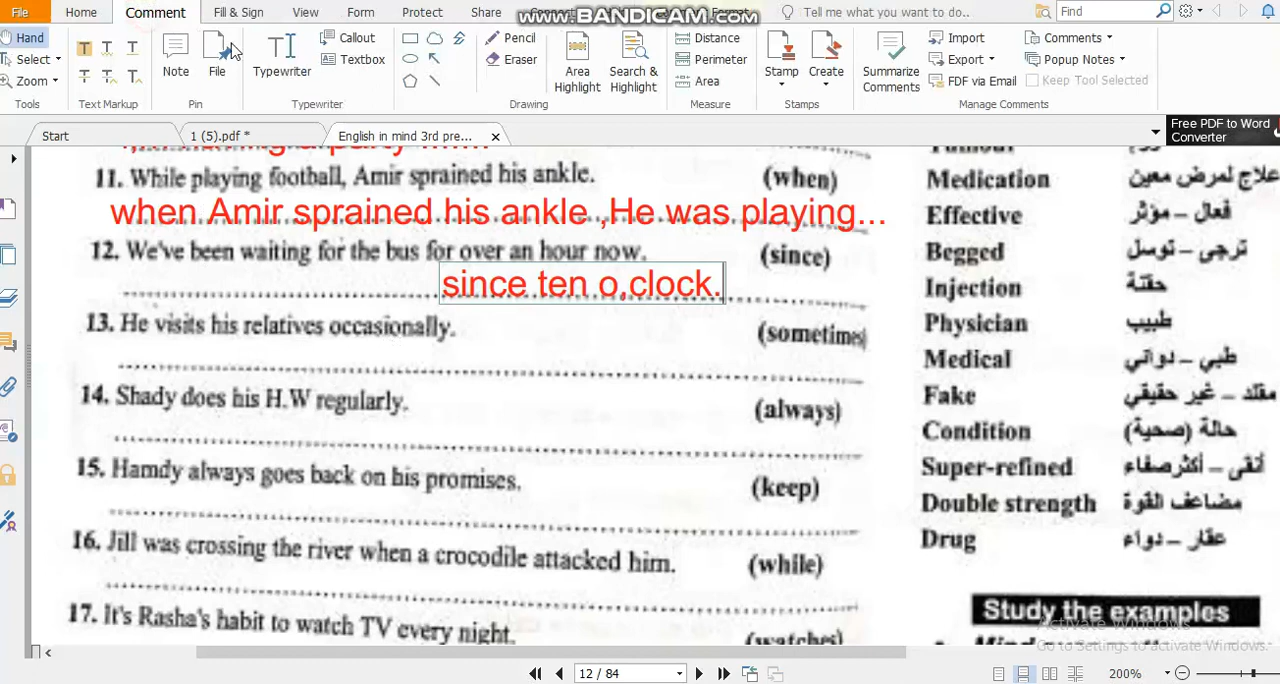 File Home Comment Fill & Sign View Form Protect Share
www.BANDICAM.com
Tell me what you want to do..
Find
Hand
Select
Zoom
Tools
Text Markup
Note
File
Pin
Typewriter
Callout
Textbox
Typewriter
Pencil
Eraser
Area Highlight
Search & Highlight
Drawing
Distance
Perimeter
Area
Measure
Stamp
Create
Stamps
Summarize Comments
Import
Export
FDF via Email
Comments
Popup Notes
Keep Tool Selected
Manage Comments
Start
1 (5).pdf *
English in mind 3rd pre...
Free PDF to Word Converter
11. While playing football, Amir sprained his ankle. (when)
when Amir sprained his ankle ,He was playing...
12. We've been waiting for the bus for over an hour now. (since)
since ten o,clock.
13. He visits his relatives occasionally. (sometimes)
14. Shady does his H.W regularly. (always)
15. Hamdy always goes back on his promises. (keep)
16. Jill was crossing the river when a crocodile attacked him. (while)
17. It's Rasha's habit to watch TV every night. (watches)
Medication علاج لمرض معين
Effective فعال – مؤثر
Begged ترجى – توسل
Injection حقنة
Physician طبيب
Medical طبي – دوائي
Fake مقلد – غير حقيقي
Condition حالة (صحية)
Super-refined أنقى – أكثر صفاء
Double strength مضاعف القوة
Drug عقار – دواء
Study the examples
Activate Windows
Go to Settings to activate Windows.
12 / 84
200%